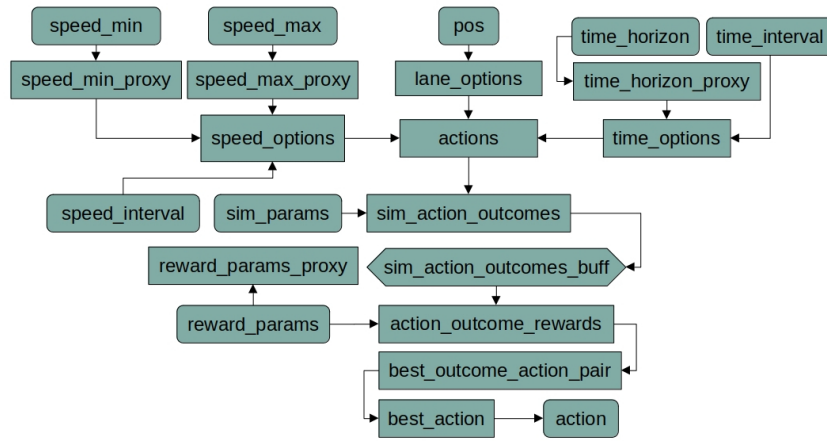 speed_min
speed_max
pos
time_horizon
time_interval
speed_min_proxy
speed_max_proxy
lane_options
time_horizon_proxy
speed_options
actions
time_options
speed_interval
sim_params
sim_action_outcomes
reward_params_proxy
sim_action_outcomes_buff
reward_params
action_outcome_rewards
best_outcome_action_pair
best_action
action